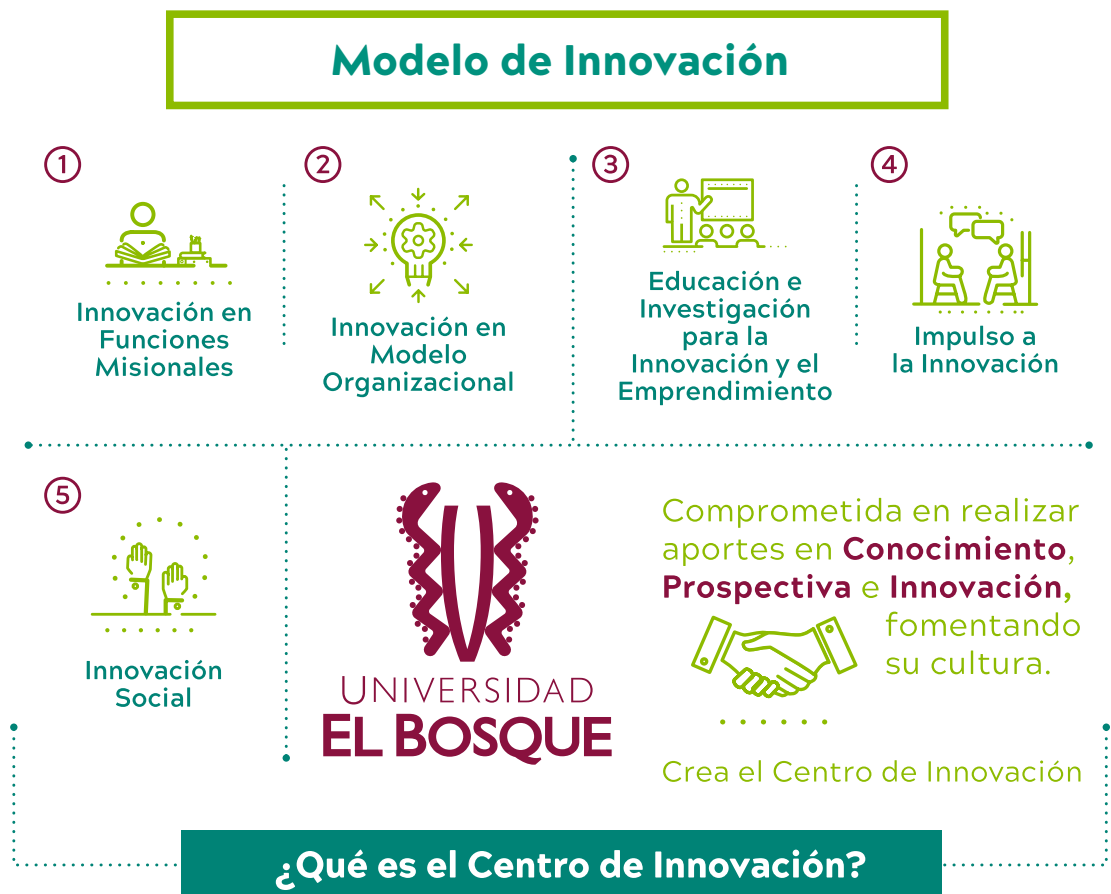 Modelo de Innovación
1
Innovación en
Funciones
Misionales
2
Innovación en
Modelo
Organizacional
3
Educación e
Investigación
para la
Innovación y el
Emprendimiento
4
Impulso a
la Innovación
5
Innovación
Social
UNIVERSIDAD
EL BOSQUE
Comprometida en realizar
aportes en Conocimiento,
Prospectiva e Innovación,
fomentando
su cultura.
Crea el Centro de Innovación
¿Qué es el Centro de Innovación?